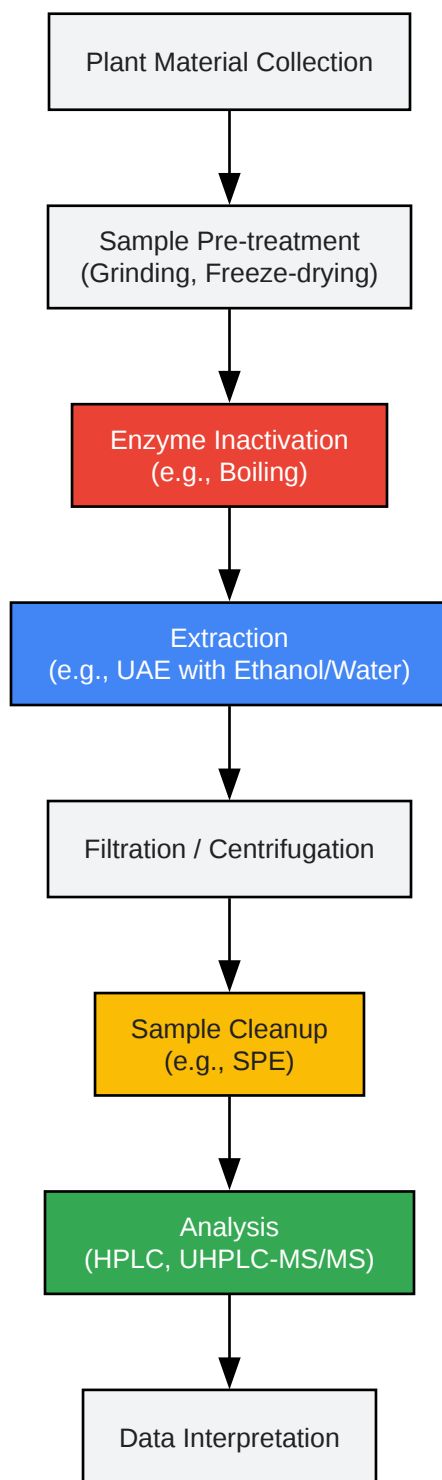 Plant Material Collection
Sample Pre-treatment
(Grinding, Freeze-drying)
Enzyme Inactivation
(e.g., Boiling)
Extraction
(e.g., UAE with Ethanol/Water)
Filtration / Centrifugation
Sample Cleanup
(e.g., SPE)
Analysis
(HPLC, UHPLC-MS/MS)
Data Interpretation